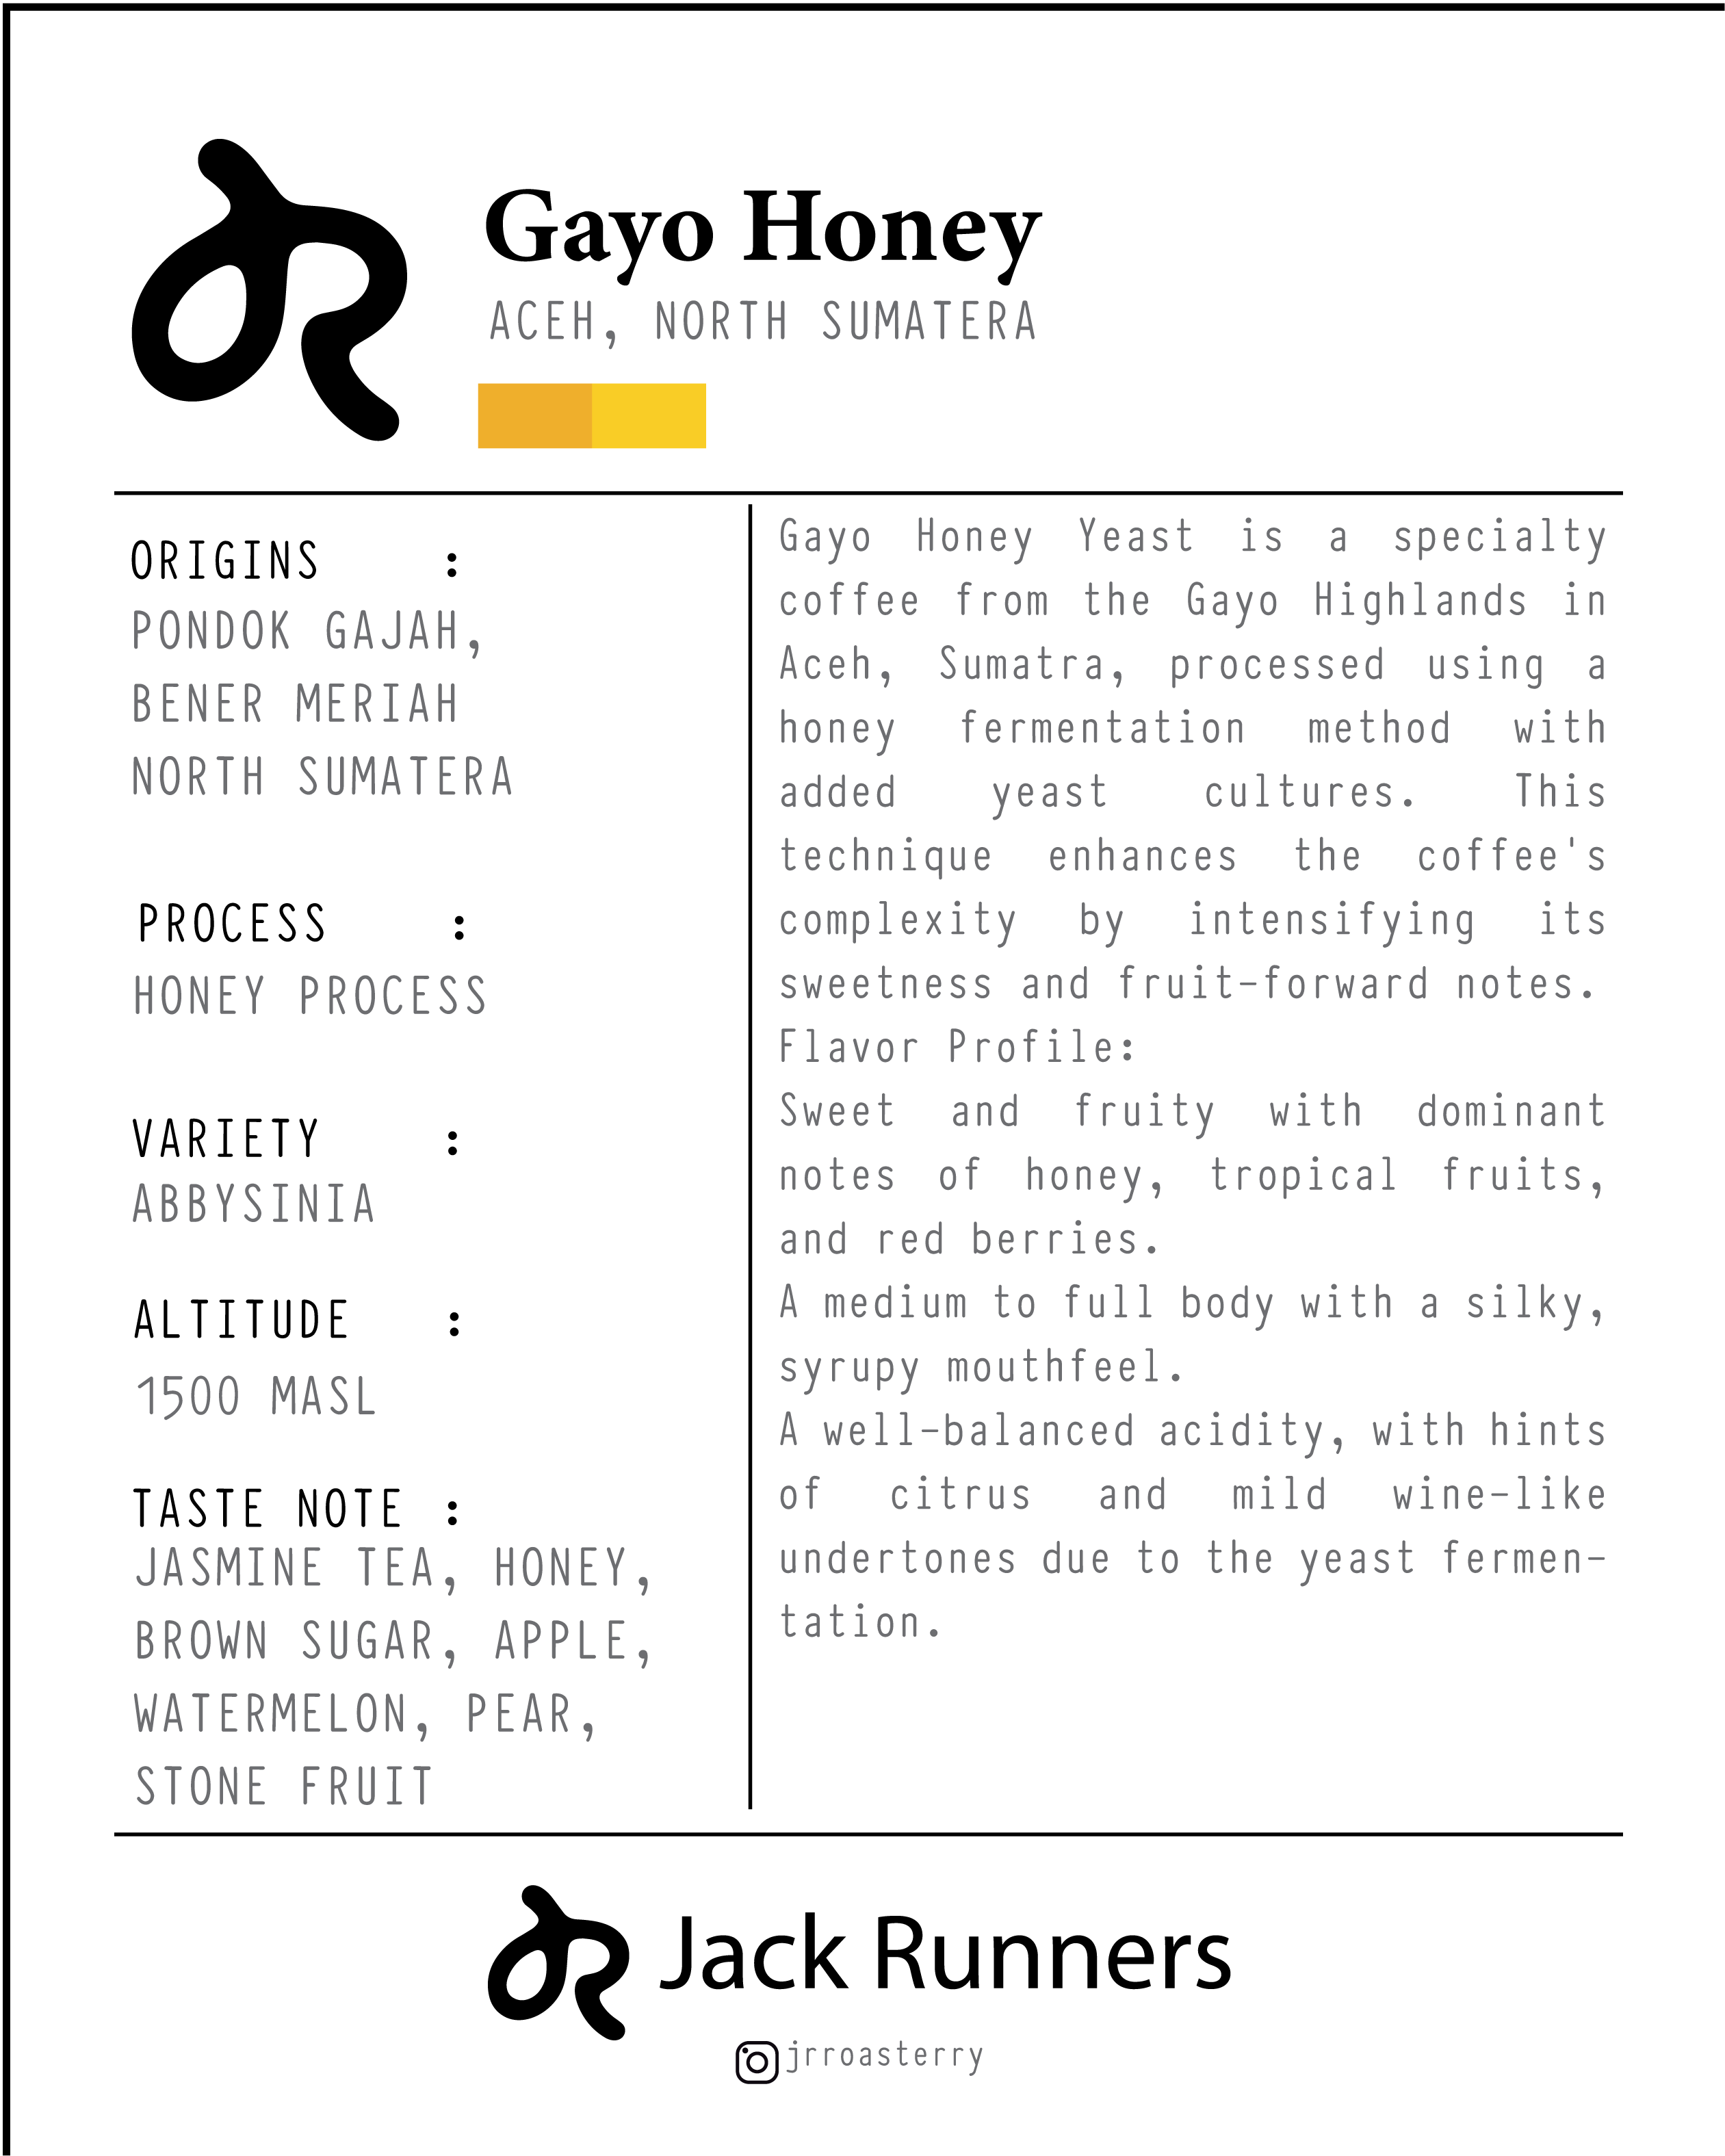 Gayo Honey
ACEH, NORTH SUMATERA
ORIGINS :
PONDOK GAJAH,
BENER MERIAH
NORTH SUMATERA
PROCESS :
HONEY PROCESS
VARIETY :
ABBYSINIA
ALTITUDE :
1500 MASL
TASTE NOTE :
JASMINE TEA, HONEY,
BROWN SUGAR, APPLE,
WATERMELON, PEAR,
STONE FRUIT
Gayo Honey Yeast is a specialty
coffee from the Gayo Highlands in
Aceh, Sumatra, processed using a
honey fermentation method with
added yeast cultures. This
technique enhances the coffee's
complexity by intensifying its
sweetness and fruit-forward notes.
Flavor Profile:
Sweet and fruity with dominant
notes of honey, tropical fruits,
and red berries.
A medium to full body with a silky,
syrupy mouthfeel.
A well-balanced acidity, with hints
of citrus and mild wine-like
undertones due to the yeast fermen-
tation.
Jack Runners
jrroasterry